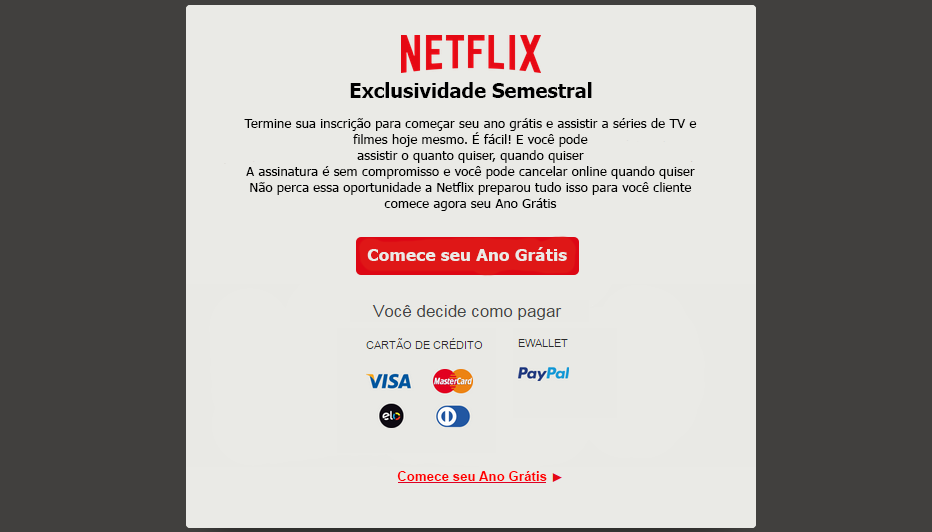 NETFLIX
Exclusividade Semestral
Termine sua inscrição para começar seu ano grátis e assistir a séries de TV e
filmes hoje mesmo. É fácil! E você pode
assistir o quanto quiser, quando quiser
A assinatura é sem compromisso e você pode cancelar online quando quiser
Não perca essa oportunidade a Netflix preparou tudo isso para você cliente
comece agora seu Ano Grátis
Comece seu Ano Grátis
Você decide como pagar
CARTÃO DE CRÉDITO
EWALLET
VISA
MasterCard
PayPal
elo
Comece seu Ano Grátis ►